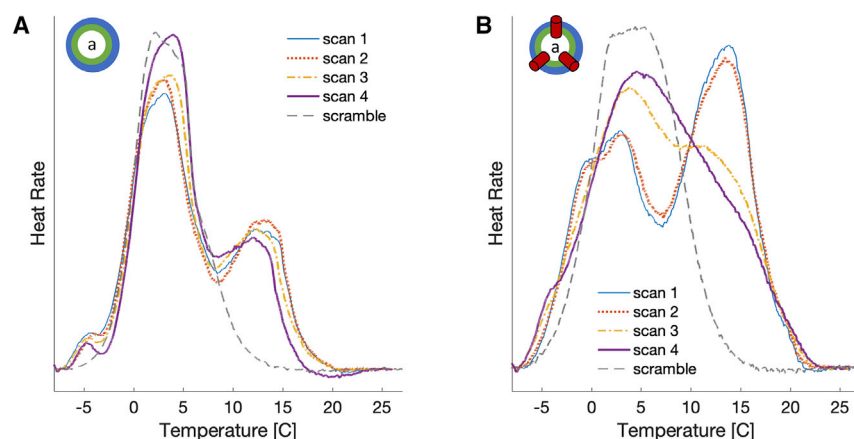 A
a
scan 1
scan 2
scan 3
scan 4
scramble
Heat Rate
-5 0 5 10 15 20 25
Temperature [C]
B
a
scan 1
scan 2
scan 3
scan 4
scramble
Heat Rate
-5 0 5 10 15 20 25
Temperature [C]